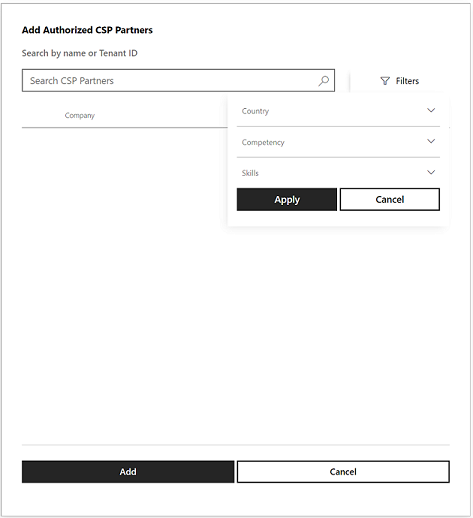 Add Authorized CSP Partners
Search by name or Tenant ID
Search CSP Partners
Filters
Company
Country
Competency
Skills
Apply
Cancel
Add
Cancel